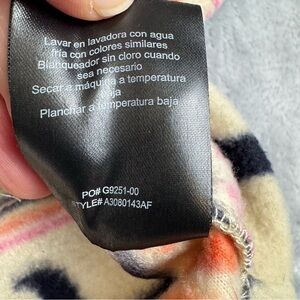 Lavar en lavadora con agua
fría con colores similares
Blanqueador sin cloro cuando
sea necesario
Secar a máquina a temperatura
baja
Planchar a temperatura baja
PO# G9251-00
STYLE# A3080143AF